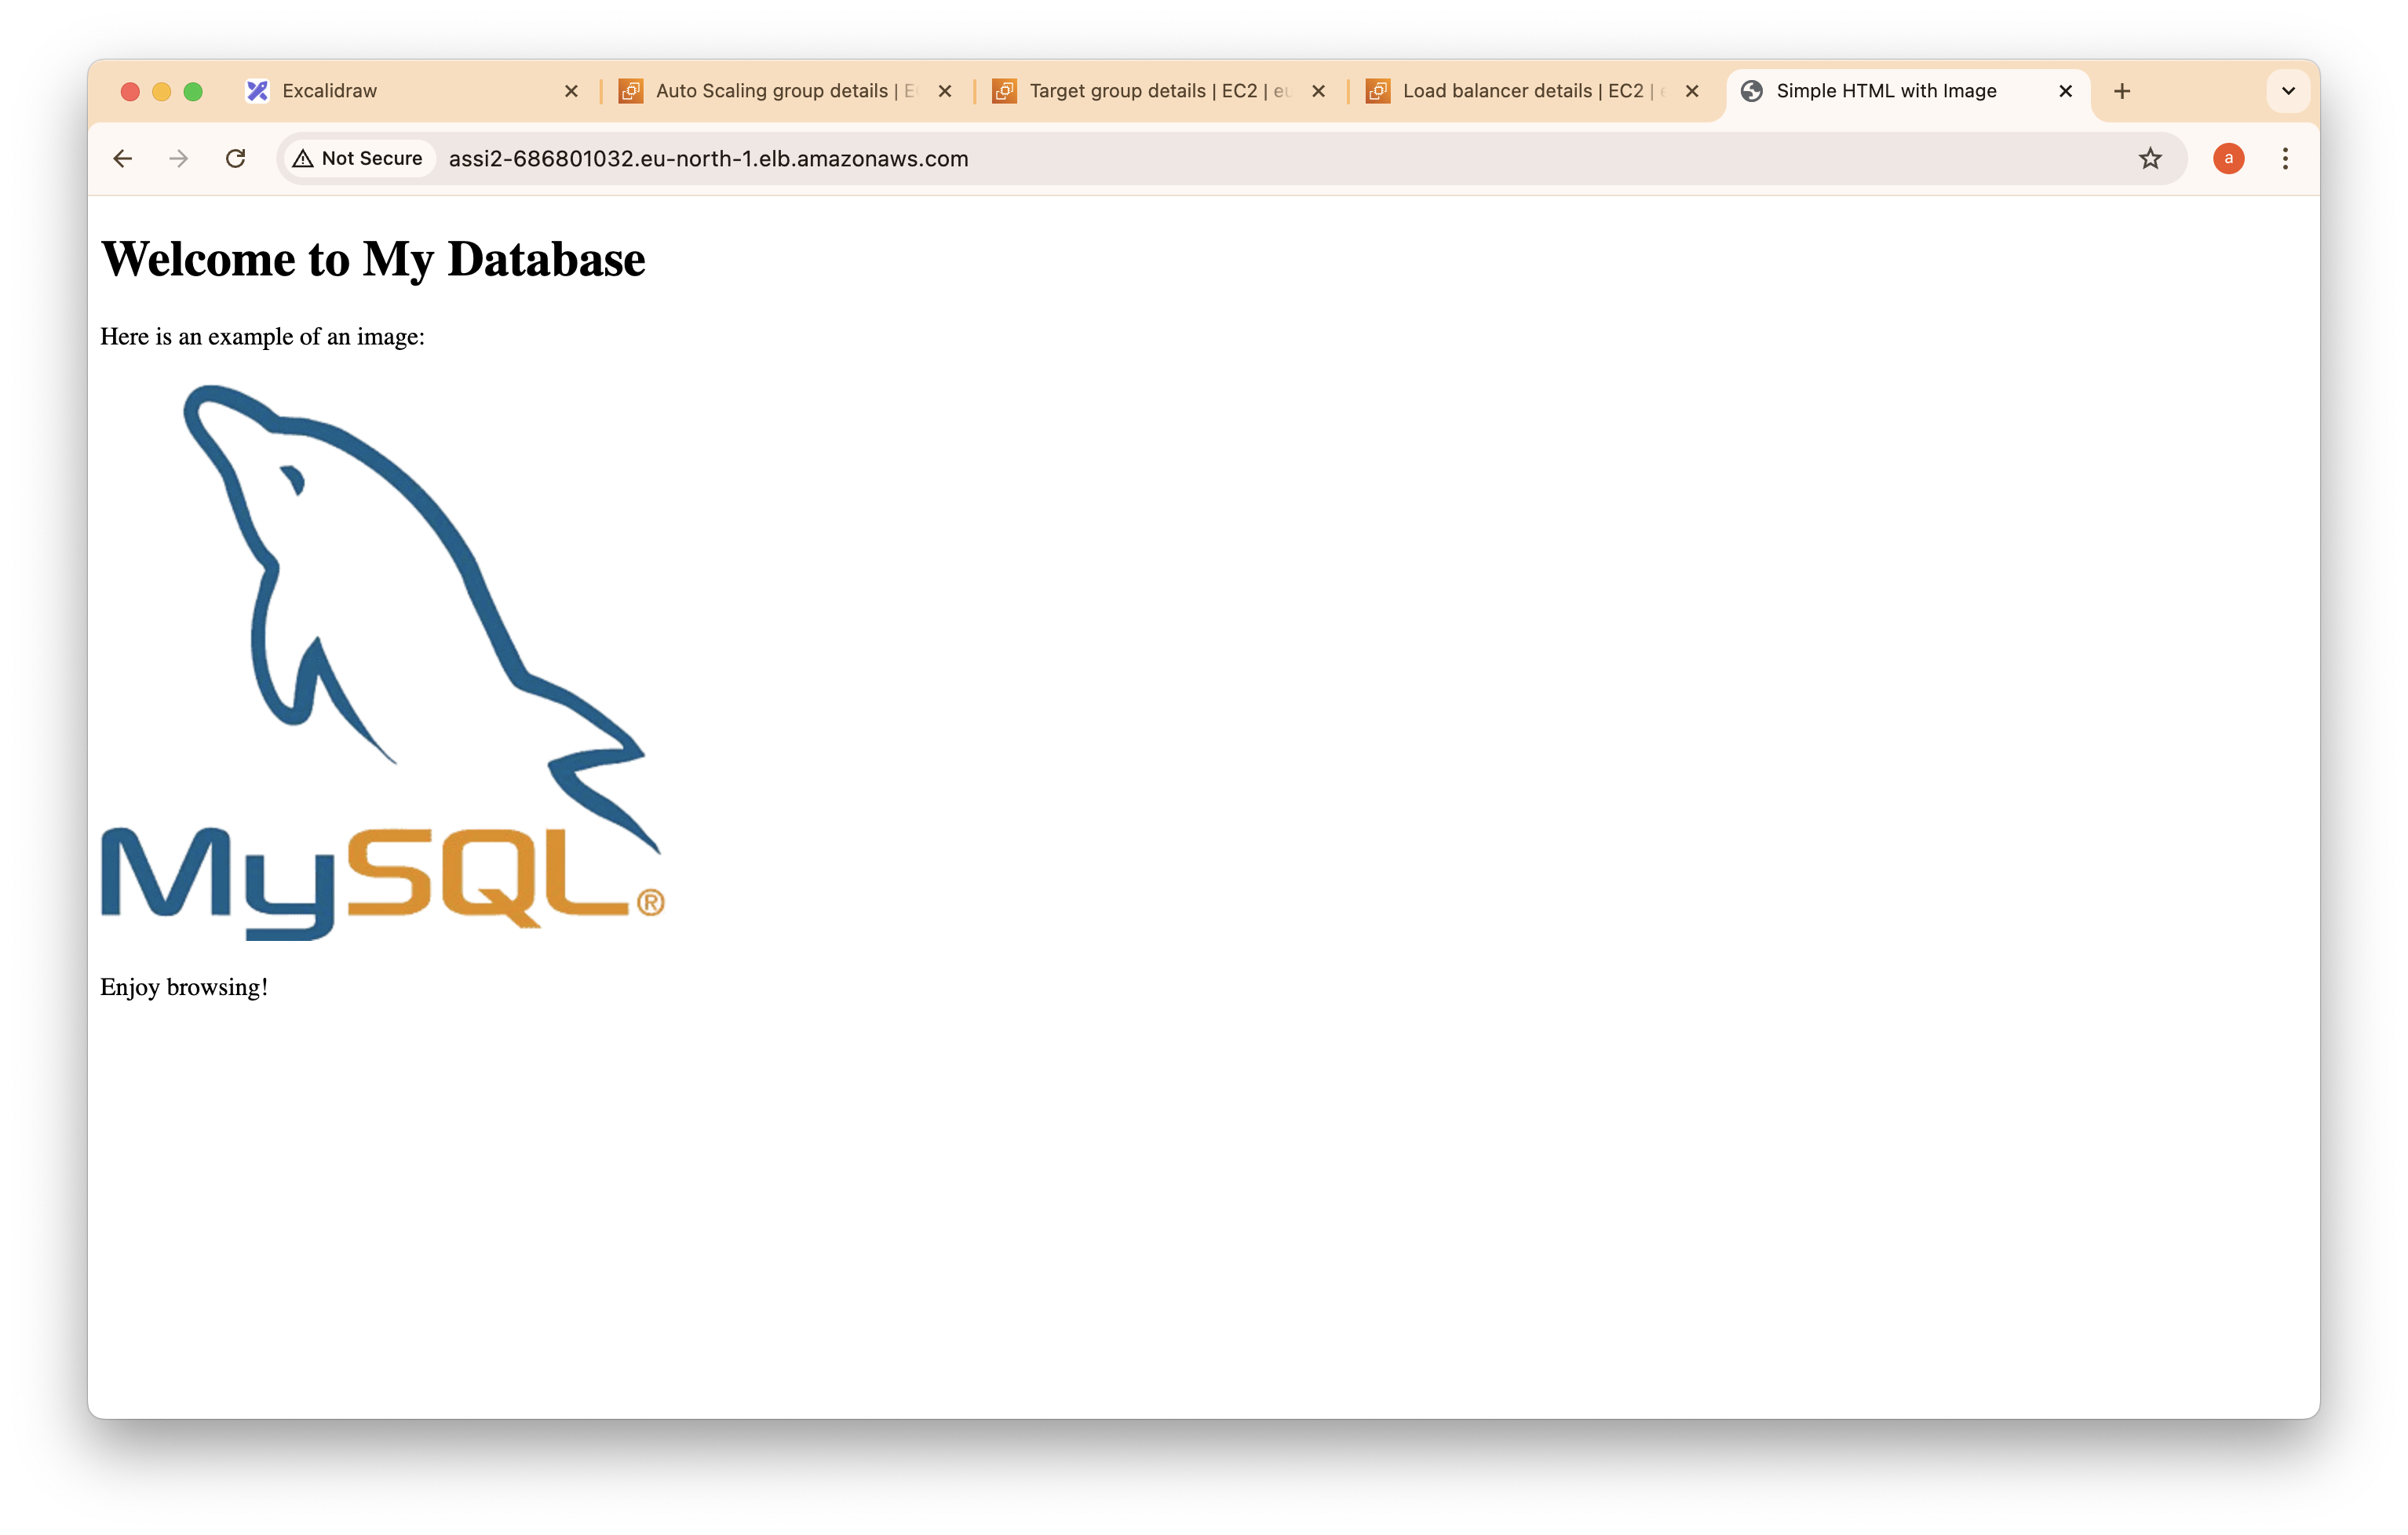 Excalidraw
Auto Scaling group details | E
Target group details | EC2 | eu
Load balancer details | EC2 | e
Simple HTML with Image
Not Secure
assi2-686801032.eu-north-1.elb.amazonaws.com
a
Welcome to My Database
Here is an example of an image:
MySQL®
Enjoy browsing!